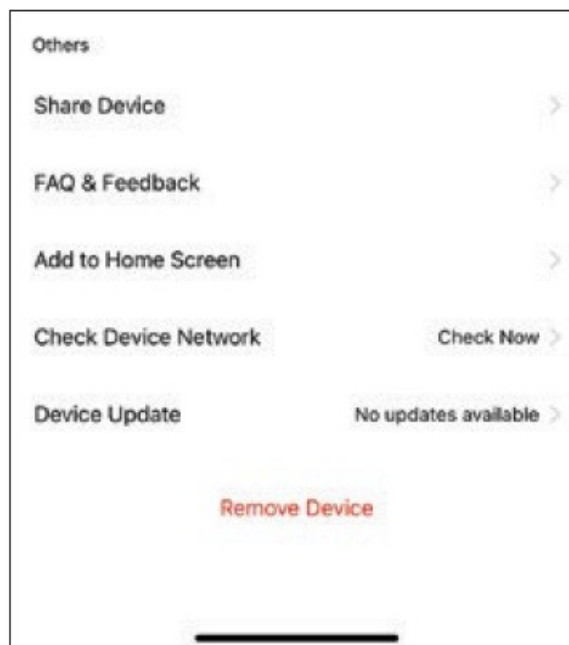 Others
Share Device
FAQ & Feedback
Add to Home Screen
Check Device Network Check Now
Device Update No updates available
Remove Device